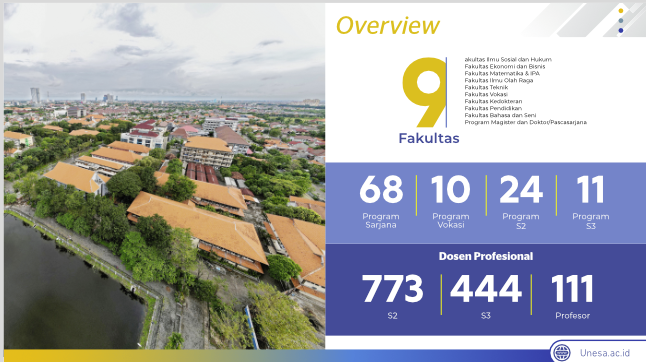 Overview
9
Fakultas
akultas Ilmu Sosial dan Hukum
Fakultas Ekonomi dan Bisnis
Fakultas Matematika & IPA
Fakultas Ilmu Olah Raga
Fakultas Teknik
Fakultas Vokasi
Fakultas Kedokteran
Fakultas Pendidikan
Fakultas Bahasa dan Seni
Program Magister dan Doktor/Pascasarjana
68
Program
Sarjana
10
Program
Vokasi
24
Program
S2
11
Program
S3
Dosen Profesional
773
S2
444
S3
111
Profesor
Unesa.ac.id